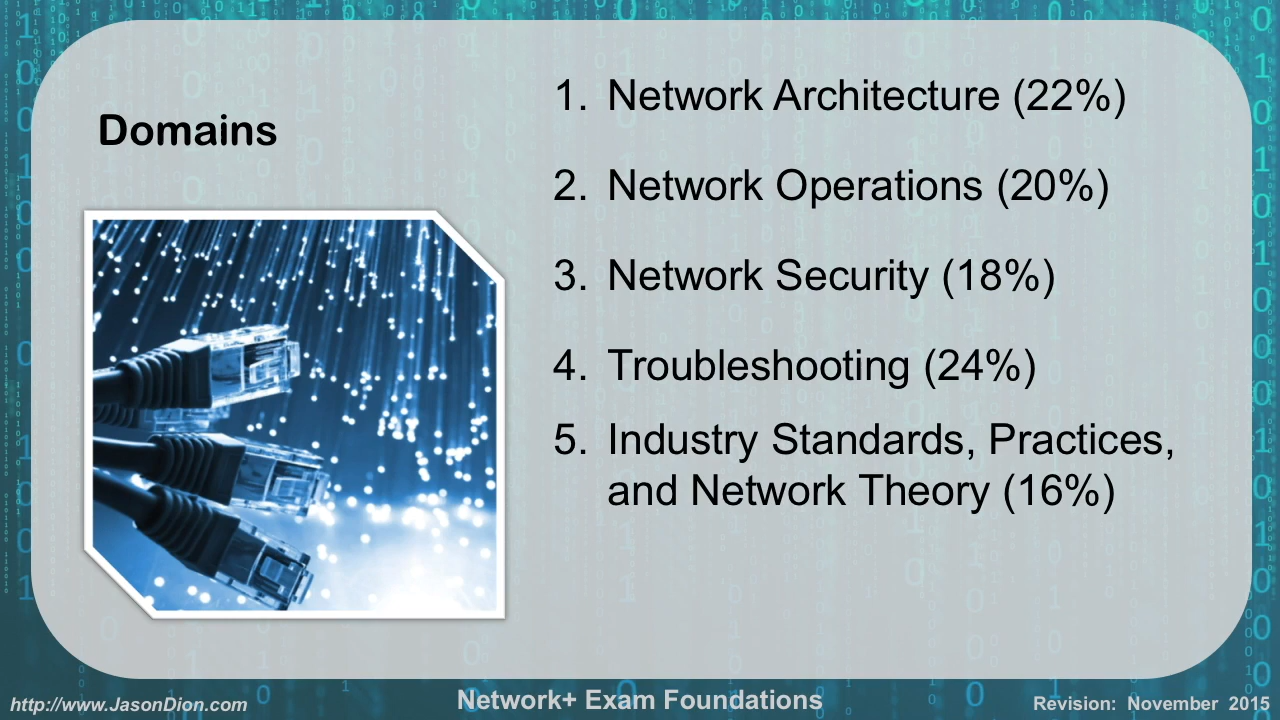 Domains
1. Network Architecture (22%)
2. Network Operations (20%)
3. Network Security (18%)
4. Troubleshooting (24%)
5. Industry Standards, Practices,
and Network Theory (16%)
http://www.JasonDion.com
Network+ Exam Foundations
Revision: November 2015